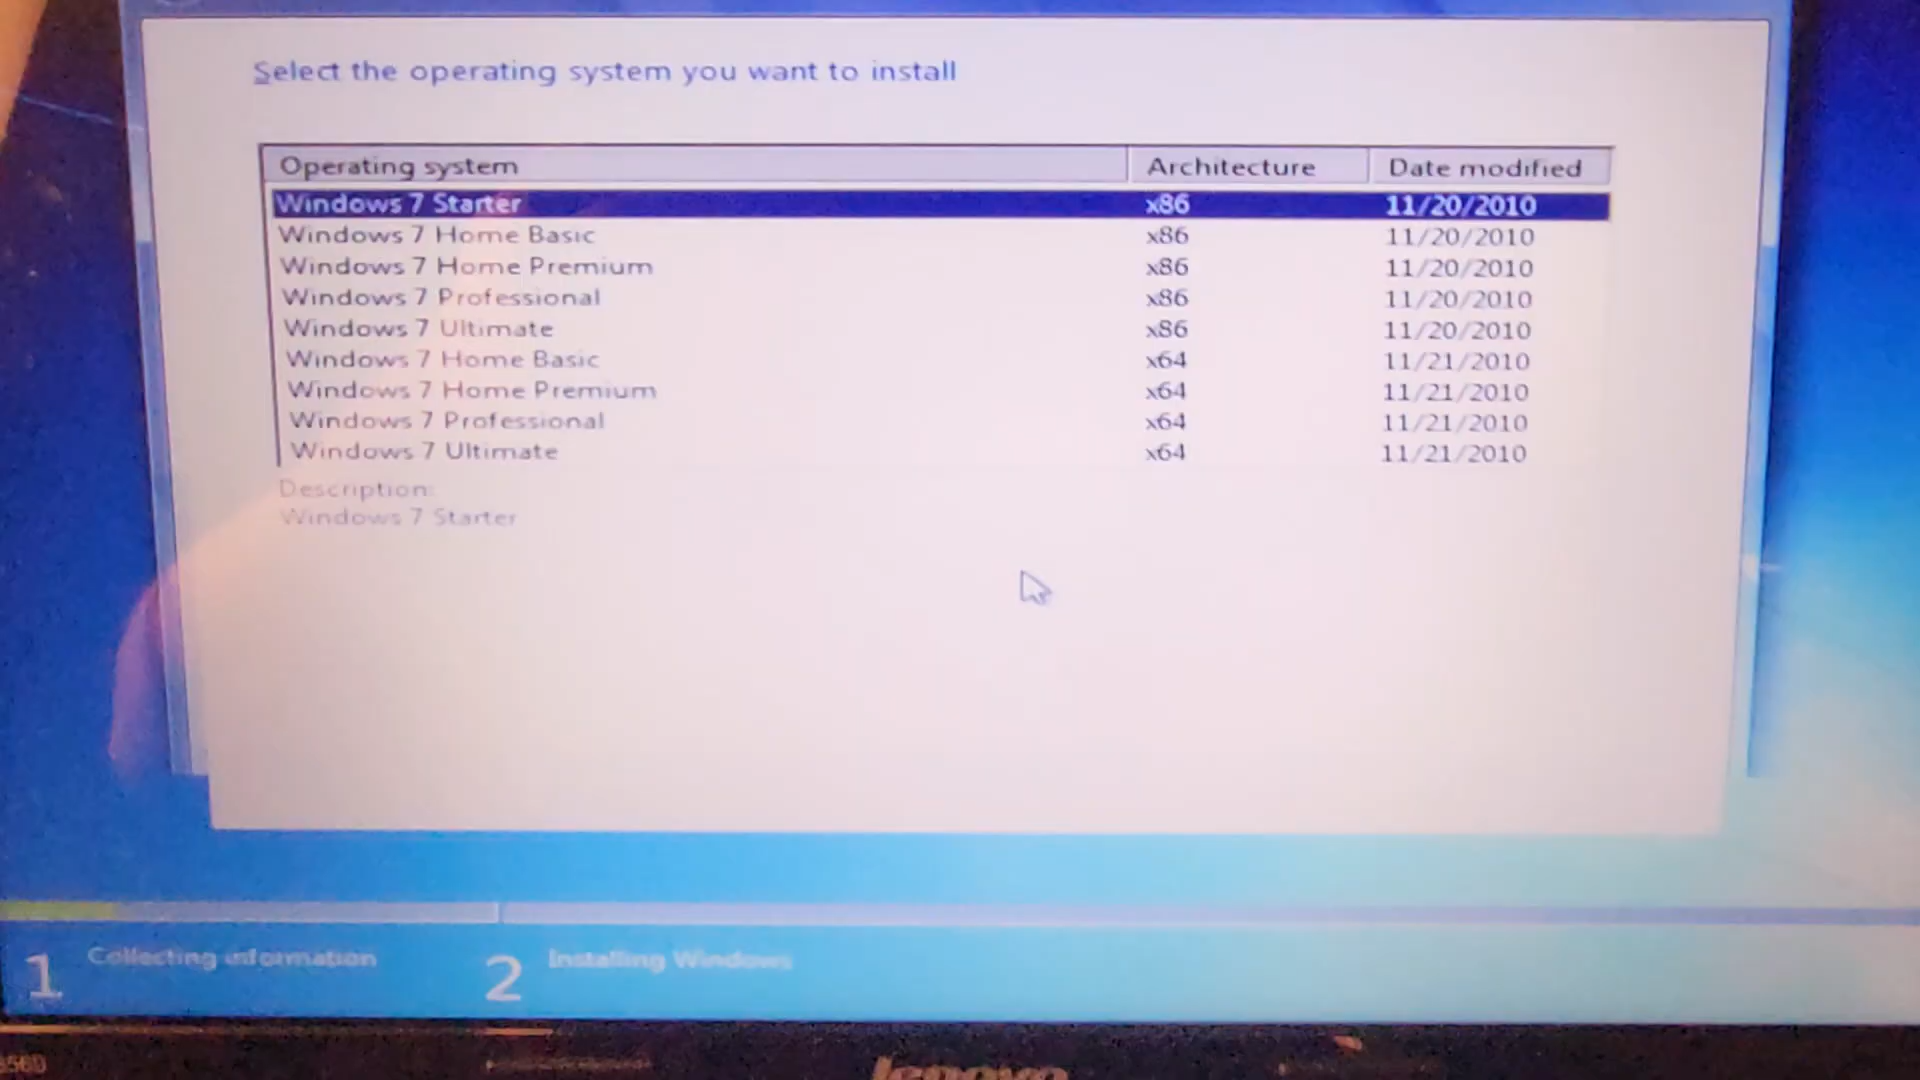 Select the operating system you want to install
Operating system Architecture Date modified
Windows 7 Starter x86 11/20/2010
Windows 7 Home Basic x86 11/20/2010
Windows 7 Home Premium x86 11/20/2010
Windows 7 Professional x86 11/20/2010
Windows 7 Ultimate x86 11/20/2010
Windows 7 Home Basic x64 11/21/2010
Windows 7 Home Premium x64 11/21/2010
Windows 7 Professional x64 11/21/2010
Windows 7 Ultimate x64 11/21/2010
Description:
Windows 7 Starter
1 Collecting information 2 Installing Windows
lenovo